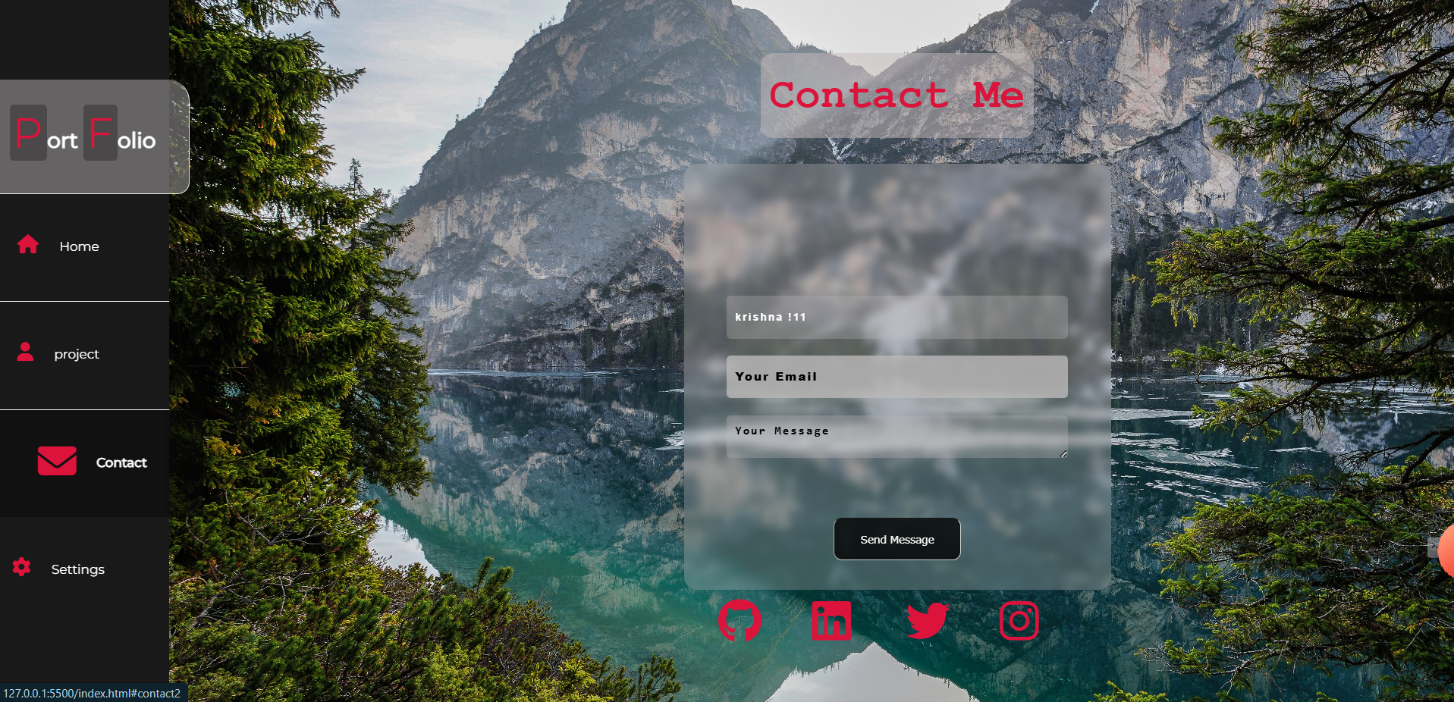 Port Folio
Home
project
Contact
Settings
Contact Me
krishna !11
Your Email
Your Message
Send Message
in
127.0.0.1:5500/index.html#contact2